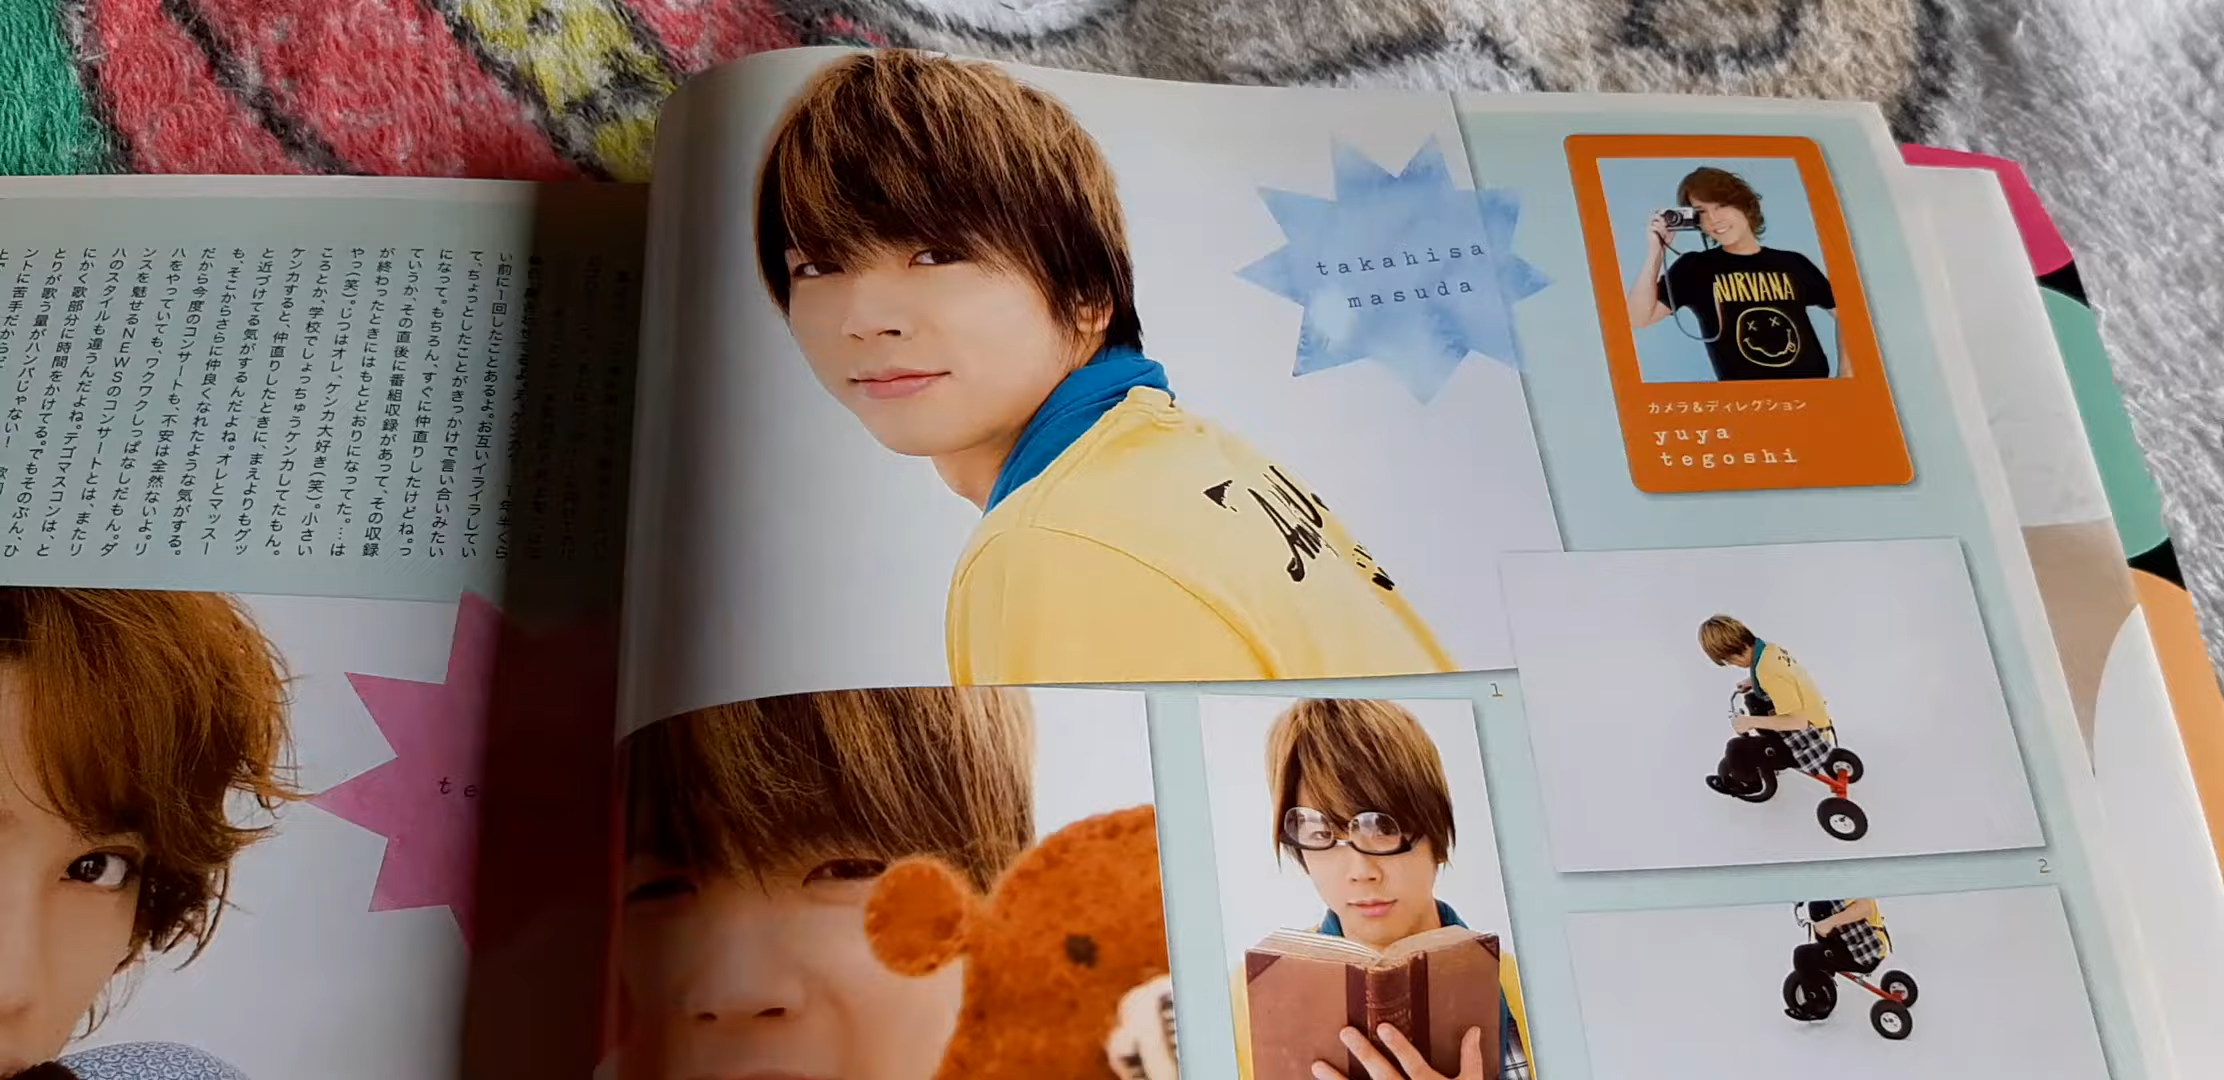 い前に1回したことあるよ。お互いイライラしてい
て、ちょっとしたことがきっかけで言い合いみたい
になって。もちろん、すぐに仲直りしたけどね。っ
ていうか、その直後に番組収録があって、その収録
が終わったときにはもとどおりになってた。…は
やっ(笑)。じつはオレ、ケンカ大好き(笑)。小さい
ころとか、学校でしょっちゅうケンカしてたもん。
ケンカすると、仲直りしたときに、まえよりもグッ
と近づけてる気がするんだよね。オレとマッスー
も、そこからさらに仲良くなれたような気がする。
だから今度のコンサートも、不安は全然ないよ。リ
ハをやっていても、ワクワクしっぱなしだもん。ダ
ンスを魅せるNEWSのコンサートとは、またリ
ハのスタイルも違うんだよね。テゴマスコンは、と
にかく歌部分に時間をかけてる。でもそのぶん、ひ
とりが歌う量がハンパじゃない!
ントに苦手だからだ
te
takahisa
masuda
NIRVANA
カメラ&ディレクション
yuya
tegoshi
1
2